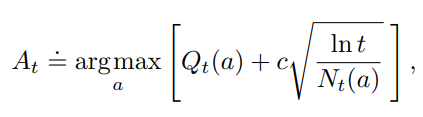 $A_t \doteq \underset{a}{\operatorname{argmax}} \left[ Q_t(a) + c \sqrt{\frac{\ln t}{N_t(a)}} \right],$